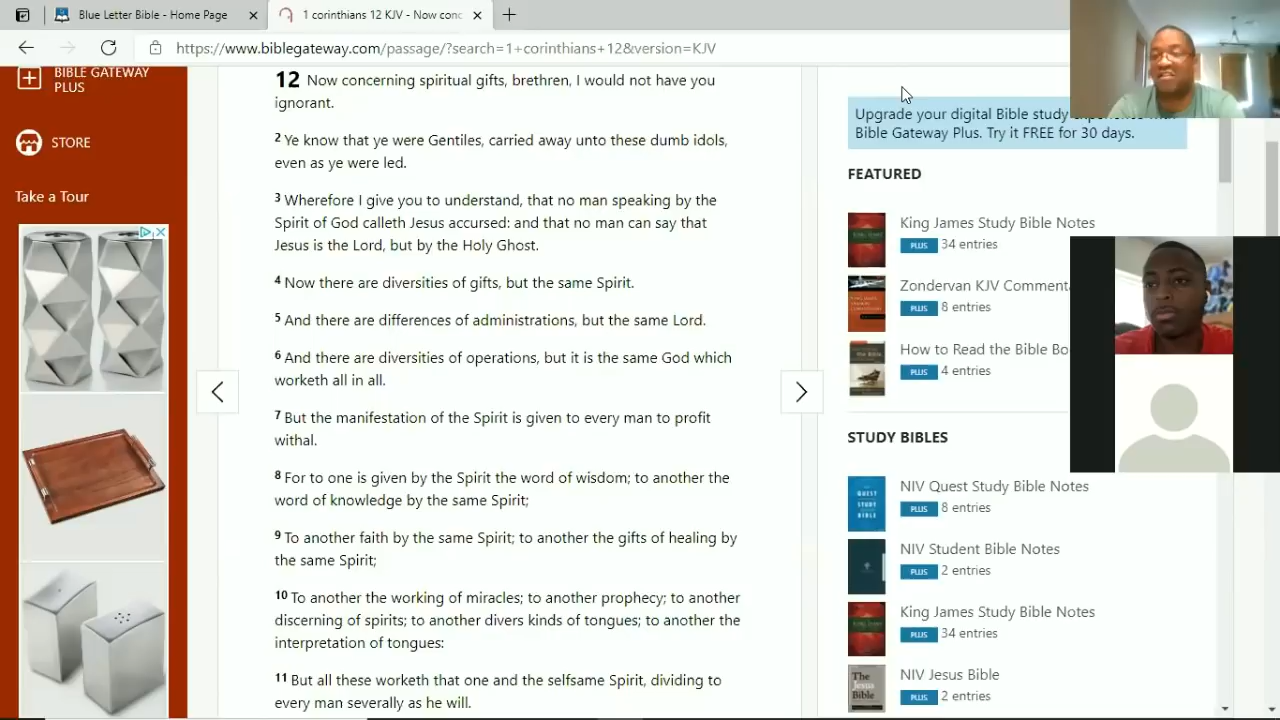 Blue Letter Bible - Home Page
1 corinthians 12 KJV - Now conc
https://www.biblegateway.com/passage/?search=1+corinthians+12&version=KJV
BIBLE GATEWAY
PLUS
STORE
Take a Tour
12 Now concerning spiritual gifts, brethren, I would not have you
ignorant.
2 Ye know that ye were Gentiles, carried away unto these dumb idols,
even as ye were led.
3 Wherefore I give you to understand, that no man speaking by the
Spirit of God calleth Jesus accursed: and that no man can say that
Jesus is the Lord, but by the Holy Ghost.
4 Now there are diversities of gifts, but the same Spirit.
5 And there are differences of administrations, but the same Lord.
6 And there are diversities of operations, but it is the same God which
worketh all in all.
7 But the manifestation of the Spirit is given to every man to profit
withal.
8 For to one is given by the Spirit the word of wisdom; to another the
word of knowledge by the same Spirit;
9 To another faith by the same Spirit; to another the gifts of healing by
the same Spirit;
10 To another the working of miracles; to another prophecy; to another
discerning of spirits; to another divers kinds of tongues; to another the
interpretation of tongues:
11 But all these worketh that one and the selfsame Spirit, dividing to
every man severally as he will.
Upgrade your digital Bible study
Bible Gateway Plus. Try it FREE for 30 days.
FEATURED
King James Study Bible Notes
PLUS 34 entries
Zondervan KJV Commenta
PLUS 8 entries
How to Read the Bible Bo
PLUS 4 entries
STUDY BIBLES
NIV Quest Study Bible Notes
PLUS 8 entries
NIV Student Bible Notes
PLUS 2 entries
King James Study Bible Notes
PLUS 34 entries
NIV Jesus Bible
PLUS 2 entries
QUEST
STUDY
BIBLE
The
Jesus
Bible